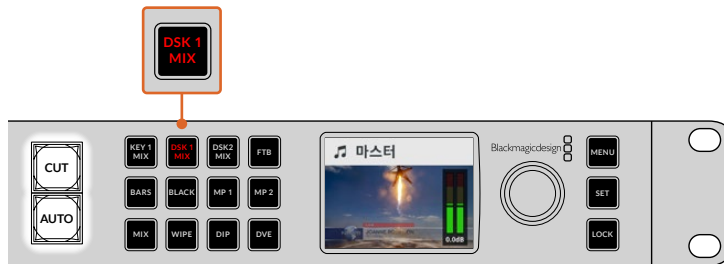 DSK 1
MIX
CUT
AUTO
KEY 1
MIX
DSK 1
MIX
DSK2
MIX
FTB
BARS
BLACK
MP 1
MP 2
MIX
WIPE
DIP
DVE
마스터
0.0dB
Blackmagicdesign
MENU
SET
LOCK